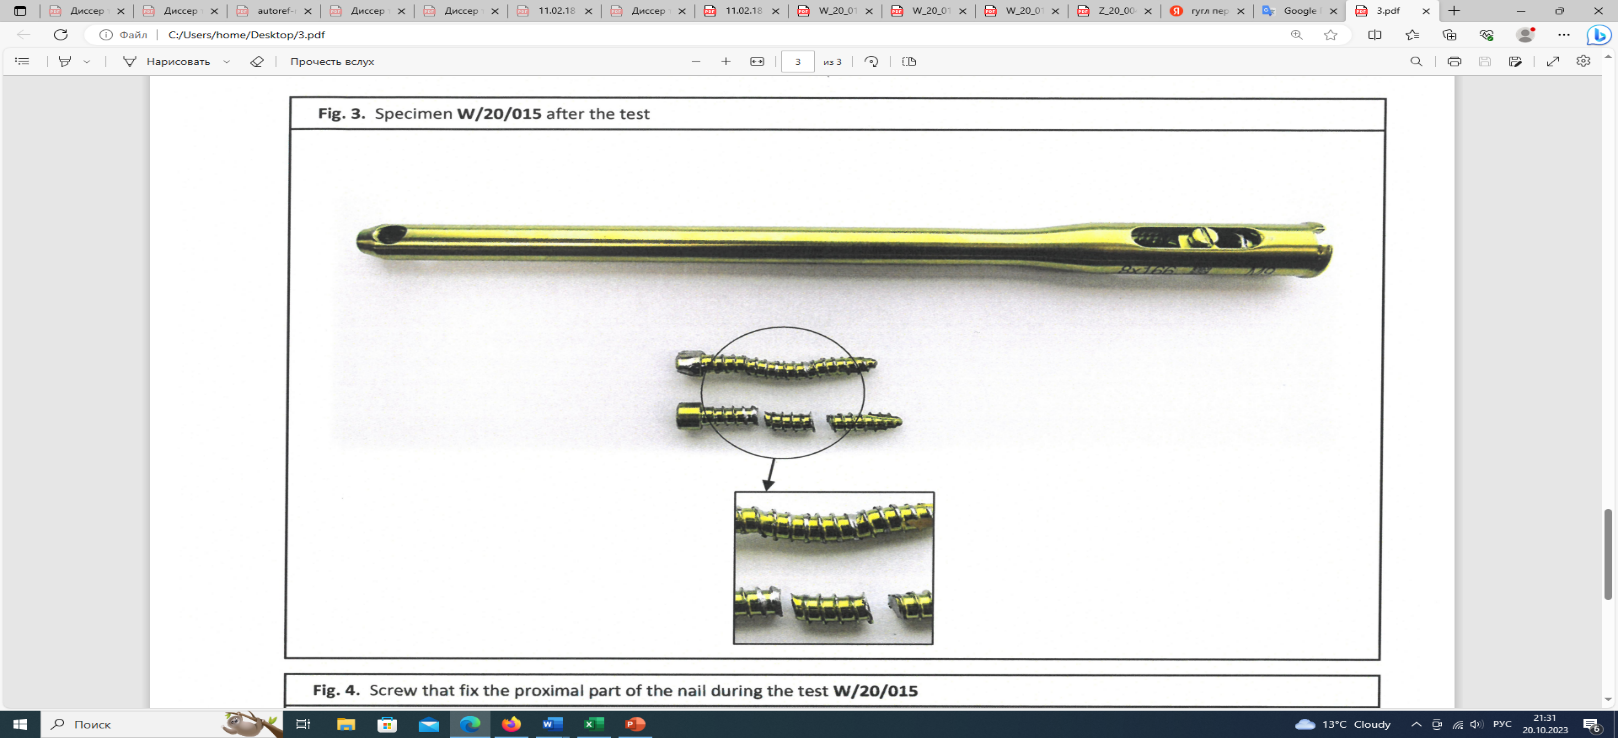 Диссер
Диссер
autoref-
Диссер
Диссер
11.02.18
Диссер
11.02.18
W_20_01
W_20_01
W_20_01
Z_20_00
гугл пер
Google
3.pdf
Файл
C:/Users/home/Desktop/3.pdf
Нарисовать
Прочесть вслух
3
из 3
Fig. 3. Specimen W/20/015 after the test
Fig. 4. Screw that fix the proximal part of the nail during the test W/20/015
Поиск
13°C Cloudy
РУС
21:31
20.10.2023
6